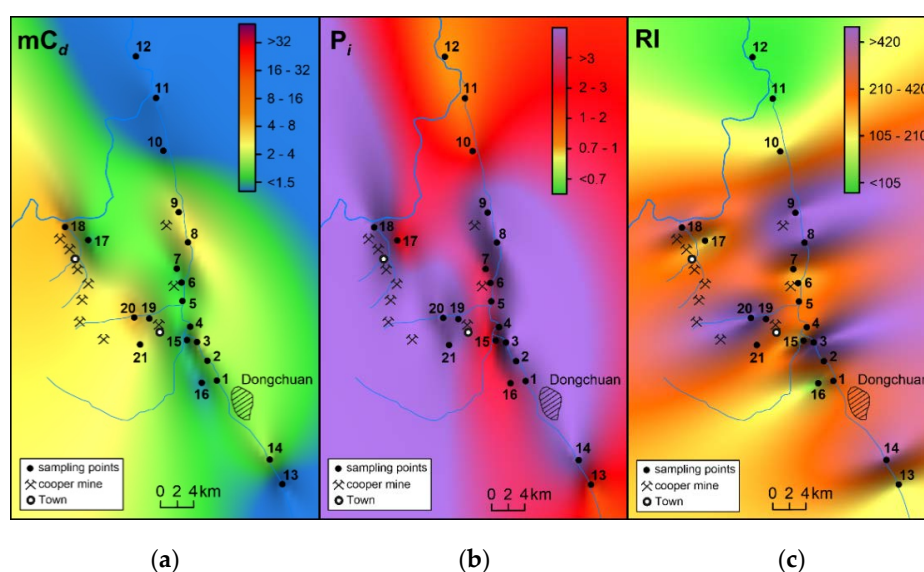 mCd
>32
16 - 32
8 - 16
4 - 8
2 - 4
<1.5
12
11
10
9
8
18
17
7
6
5
20
19
4
15
3
21
2
1
16
Dongchuan
14
13
sampling points
cooper mine
Town
0 2 4 km
Pi
>3
2 - 3
1 - 2
0.7 - 1
<0.7
12
11
10
9
8
18
17
7
6
5
20
19
4
15
3
21
2
1
16
Dongchuan
14
13
sampling points
cooper mine
Town
0 2 4 km
RI
>420
210 - 420
105 - 210
<105
12
11
10
9
8
18
17
7
6
5
20
19
4
15
3
21
2
1
16
Dongchuan
14
13
sampling points
cooper mine
Town
0 2 4 km
(a)
(b)
(c)